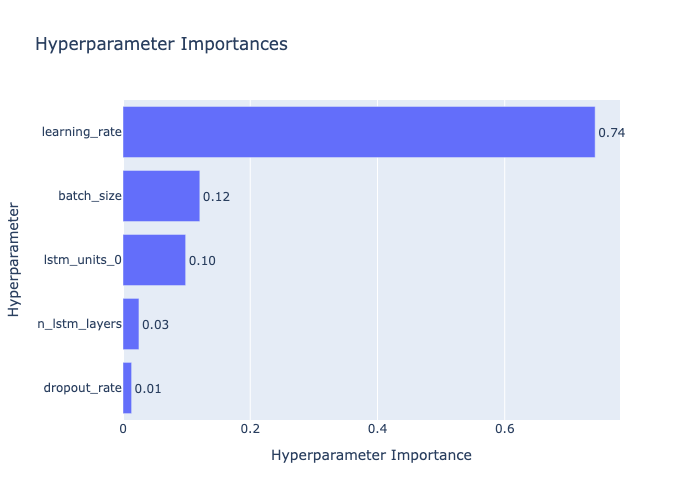 Hyperparameter Importances
Hyperparameter
learning_rate 0.74
batch_size 0.12
lstm_units_0 0.10
n_lstm_layers 0.03
dropout_rate 0.01
0 0.2 0.4 0.6
Hyperparameter Importance